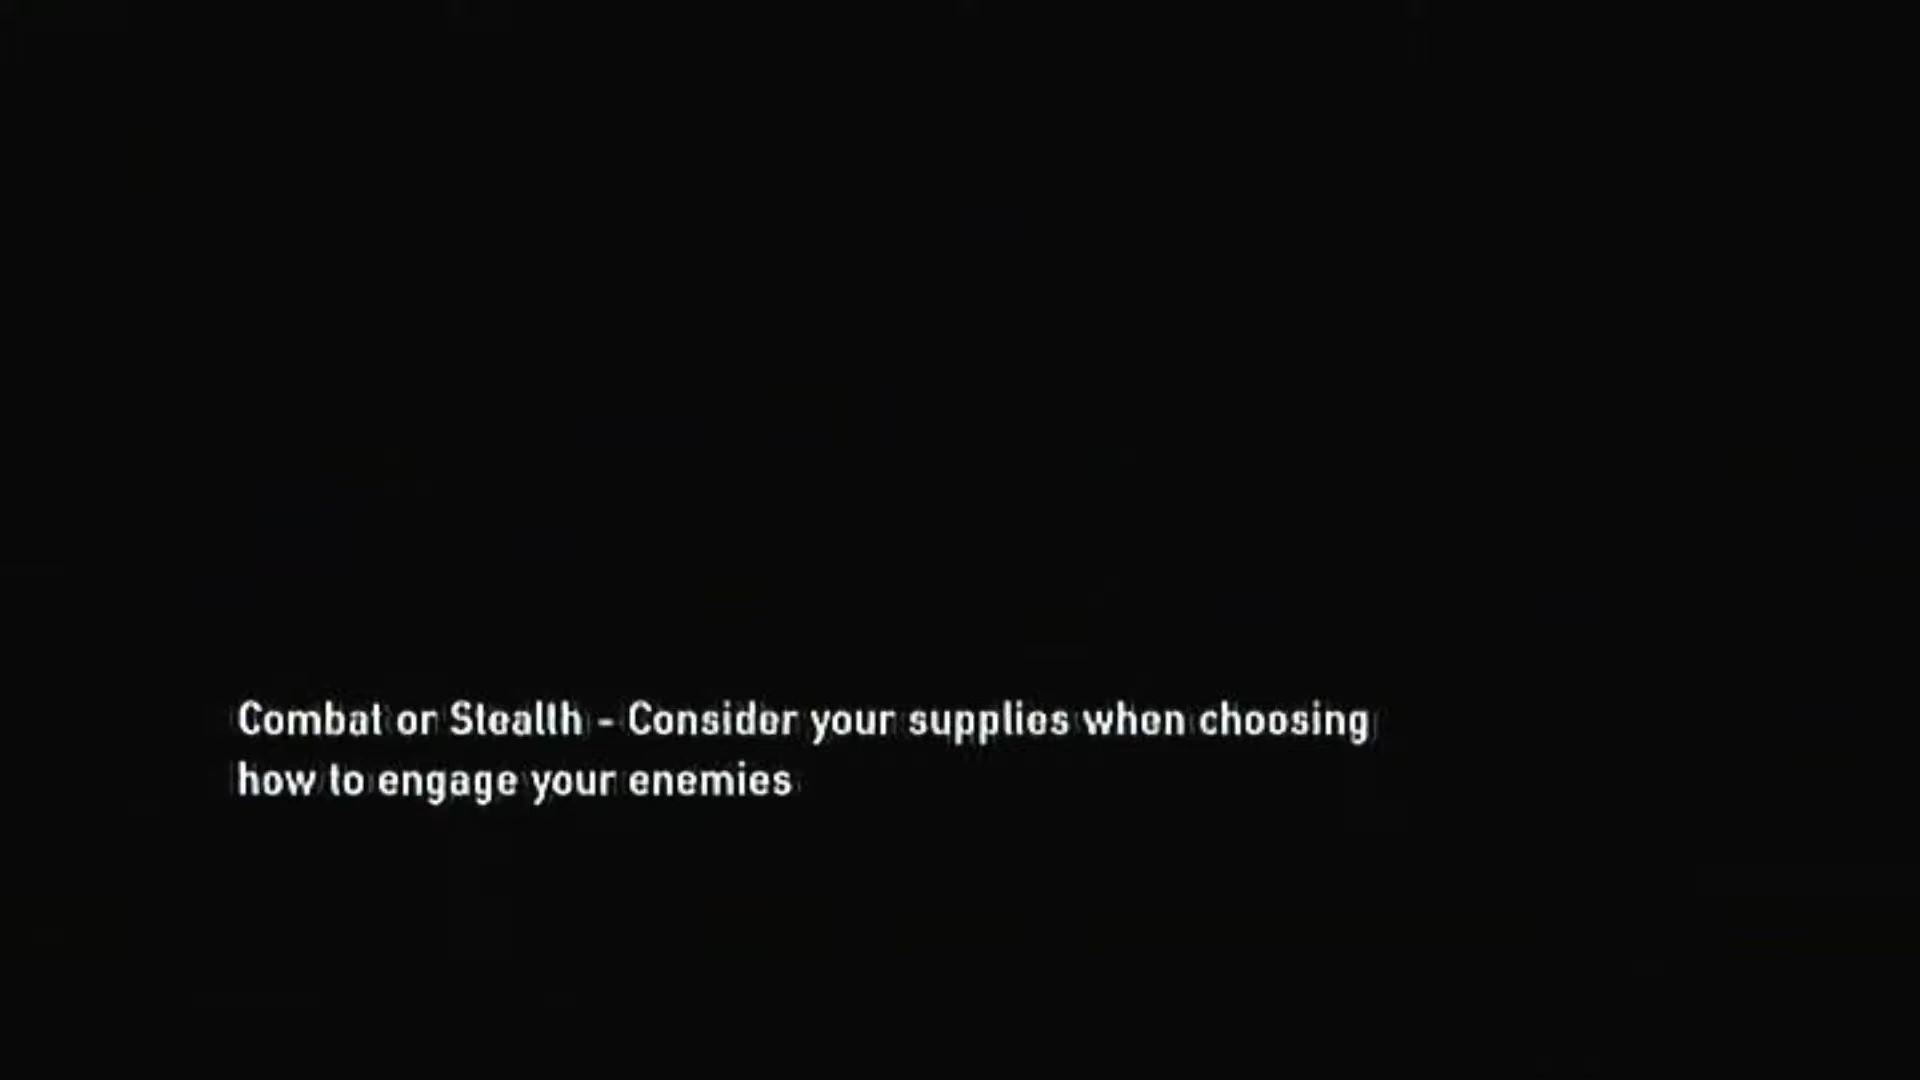 Combat or Stealth - Consider your supplies when choosing
how to engage your enemies